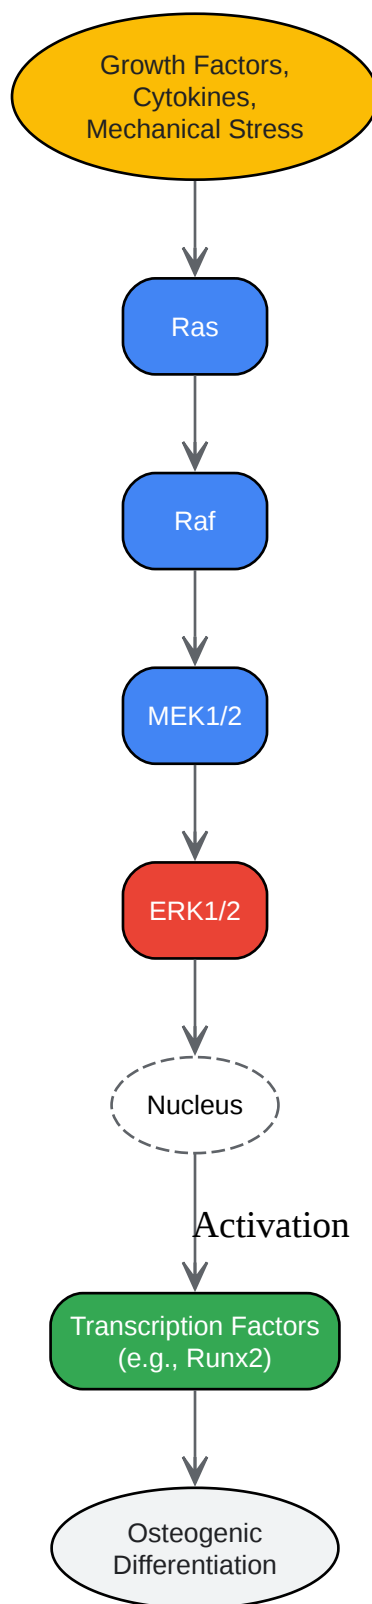 Growth Factors,
Cytokines,
Mechanical Stress
Ras
Raf
MEK1/2
ERK1/2
Nucleus
Activation
Transcription Factors
(e.g., Runx2)
Osteogenic
Differentiation